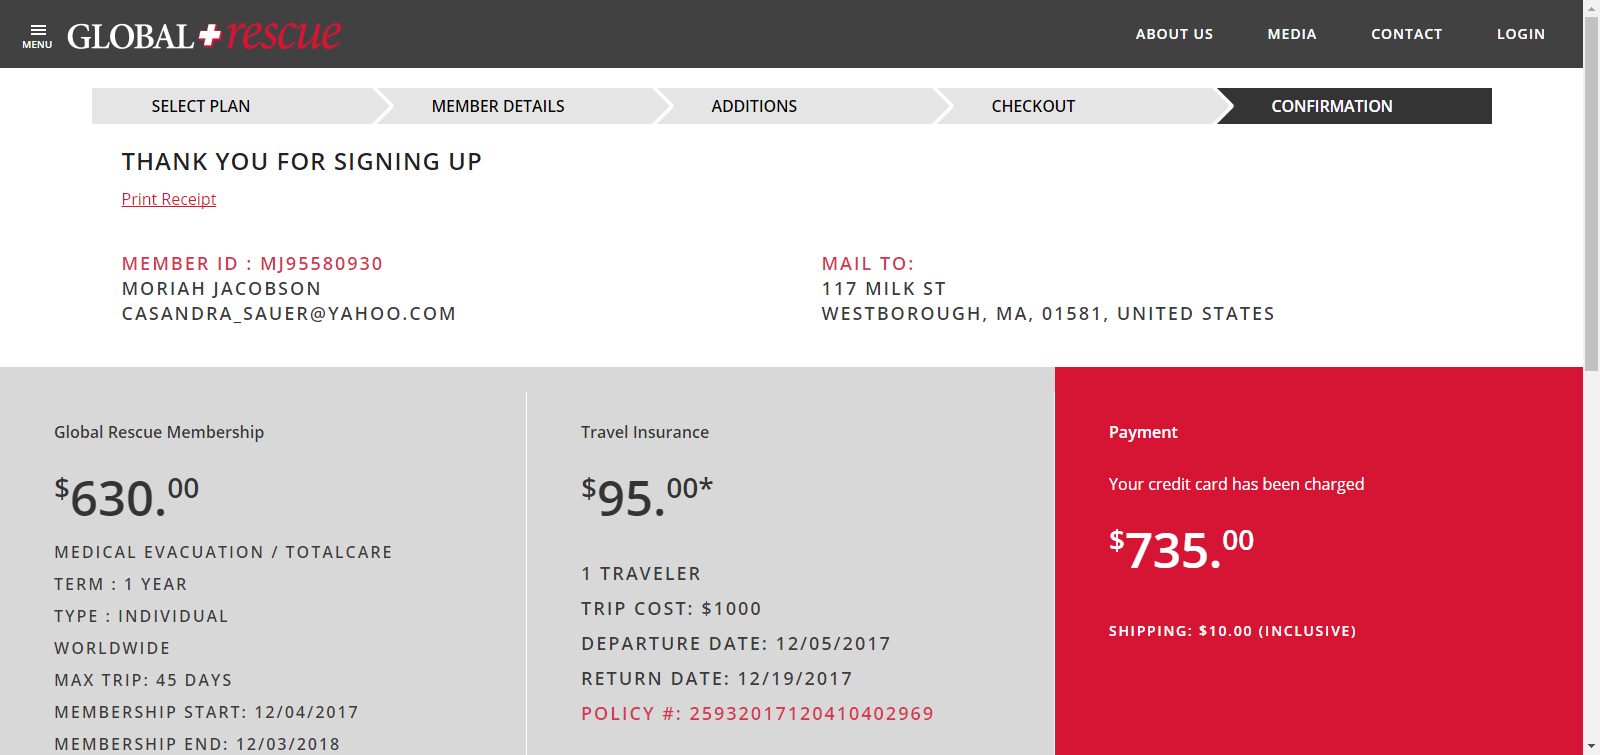 MENU
GLOBAL rescue
ABOUT US
MEDIA
CONTACT
LOGIN
SELECT PLAN
MEMBER DETAILS
ADDITIONS
CHECKOUT
CONFIRMATION
THANK YOU FOR SIGNING UP
Print Receipt
MEMBER ID : MJ95580930
MORIAH JACOBSON
CASANDRA_SAUER@YAHOO.COM
MAIL TO:
117 MILK ST
WESTBOROUGH, MA, 01581, UNITED STATES
Global Rescue Membership
$630.00
MEDICAL EVACUATION / TOTALCARE
TERM : 1 YEAR
TYPE : INDIVIDUAL
WORLDWIDE
MAX TRIP: 45 DAYS
MEMBERSHIP START: 12/04/2017
MEMBERSHIP END: 12/03/2018
Travel Insurance
$95.00*
1 TRAVELER
TRIP COST: $1000
DEPARTURE DATE: 12/05/2017
RETURN DATE: 12/19/2017
POLICY #: 25932017120410402969
Payment
Your credit card has been charged
$735.00
SHIPPING: $10.00 (INCLUSIVE)